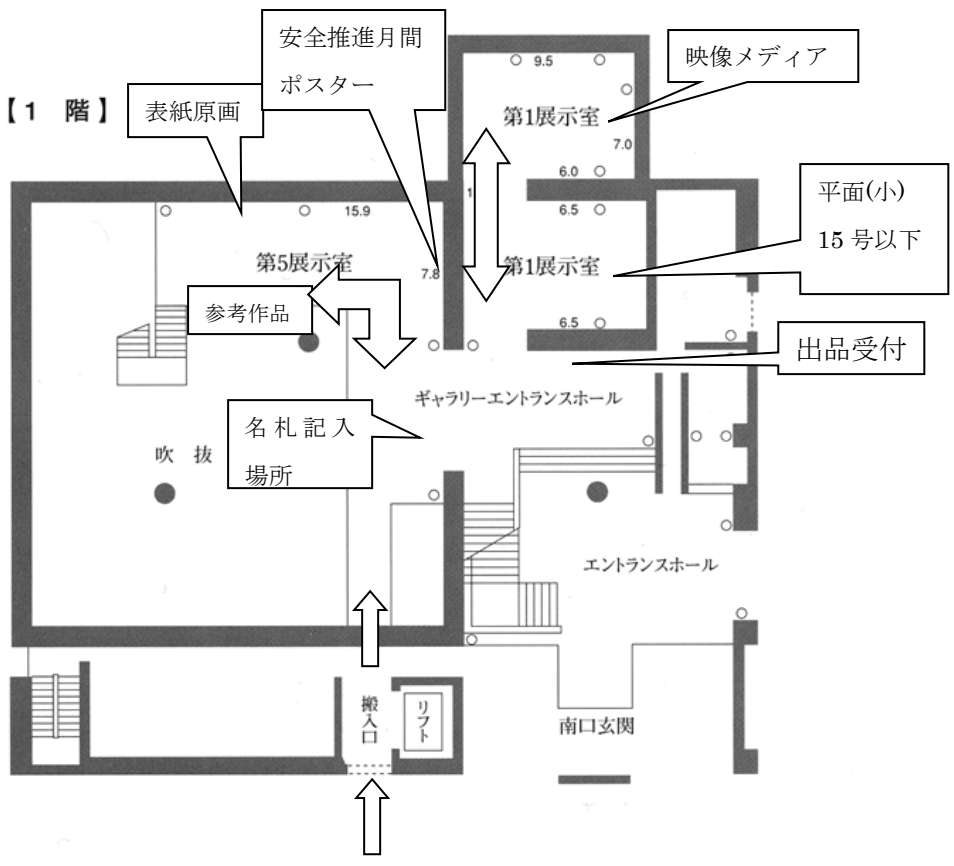 安全推進月間
ポスター
映像メディア
【1 階】
表紙原画
9.5
第1展示室
7.0
6.0
平面(小)
15号以下
1
6.5
15.9
第5展示室
7.8
第1展示室
参考作品
6.5
出品受付
ギャラリーエントランスホール
名札記入
場所
吹 抜
エントランスホール
搬入口
リフト
南口玄関